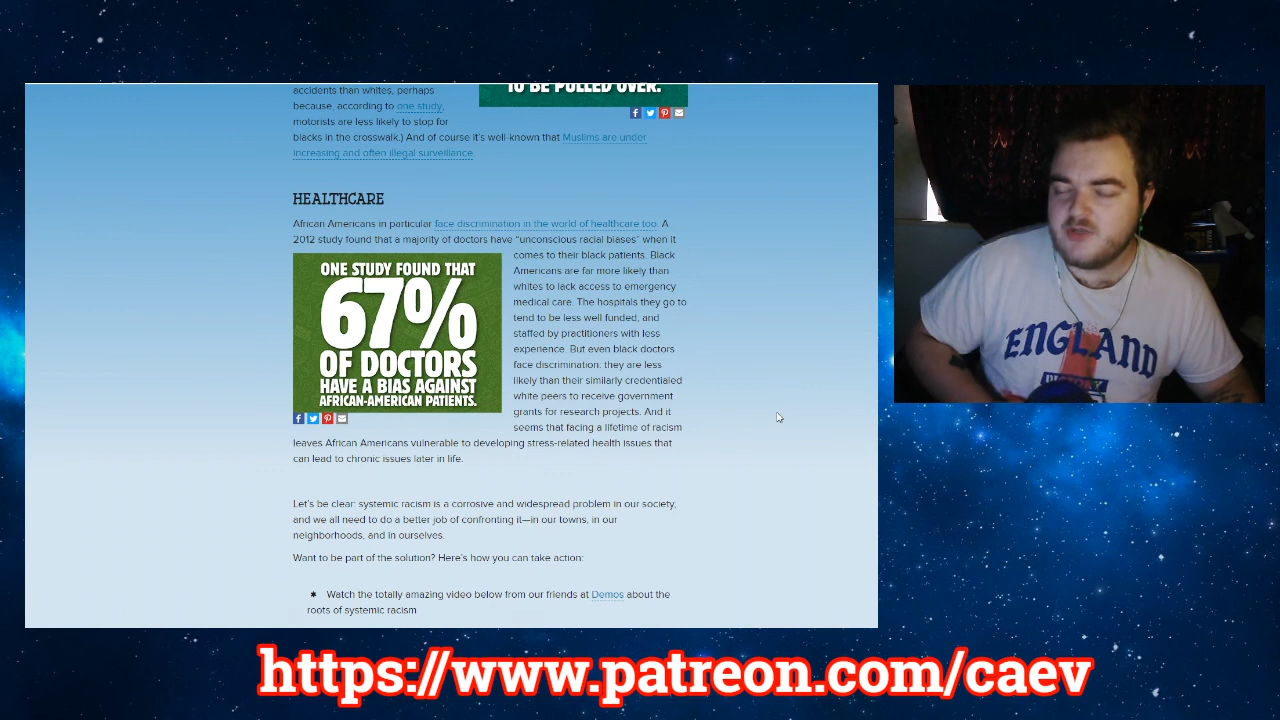 accidents than whites, perhaps
because, according to one study,
motorists are less likely to stop for
blacks in the crosswalk.) And of course it's well-known that Muslims are under
increasing and often illegal surveillance
TO BE PULLED OVER.
HEALTHCARE
African Americans in particular face discrimination in the world of healthcare too. A
2012 study found that a majority of doctors have “unconscious racial biases” when it
comes to their black patients. Black
Americans are far more likely than
whites to lack access to emergency
medical care. The hospitals they go to
tend to be less well funded, and
staffed by practitioners with less
experience. But even black doctors
face discrimination: they are less
likely than their similarly credentialed
white peers to receive government
grants for research projects. And it
seems that facing a lifetime of racism
leaves African Americans vulnerable to developing stress-related health issues that
can lead to chronic issues later in life.
ONE STUDY FOUND THAT
67%
OF DOCTORS
HAVE A BIAS AGAINST
AFRICAN-AMERICAN PATIENTS.
Let's be clear: systemic racism is a corrosive and widespread problem in our society,
and we all need to do a better job of confronting it—in our towns, in our
neighborhoods, and in ourselves.
Want to be part of the solution? Here's how you can take action:
✱ Watch the totally amazing video below from our friends at Demos about the
roots of systemic racism
ENGLAND
https://www.patreon.com/caev